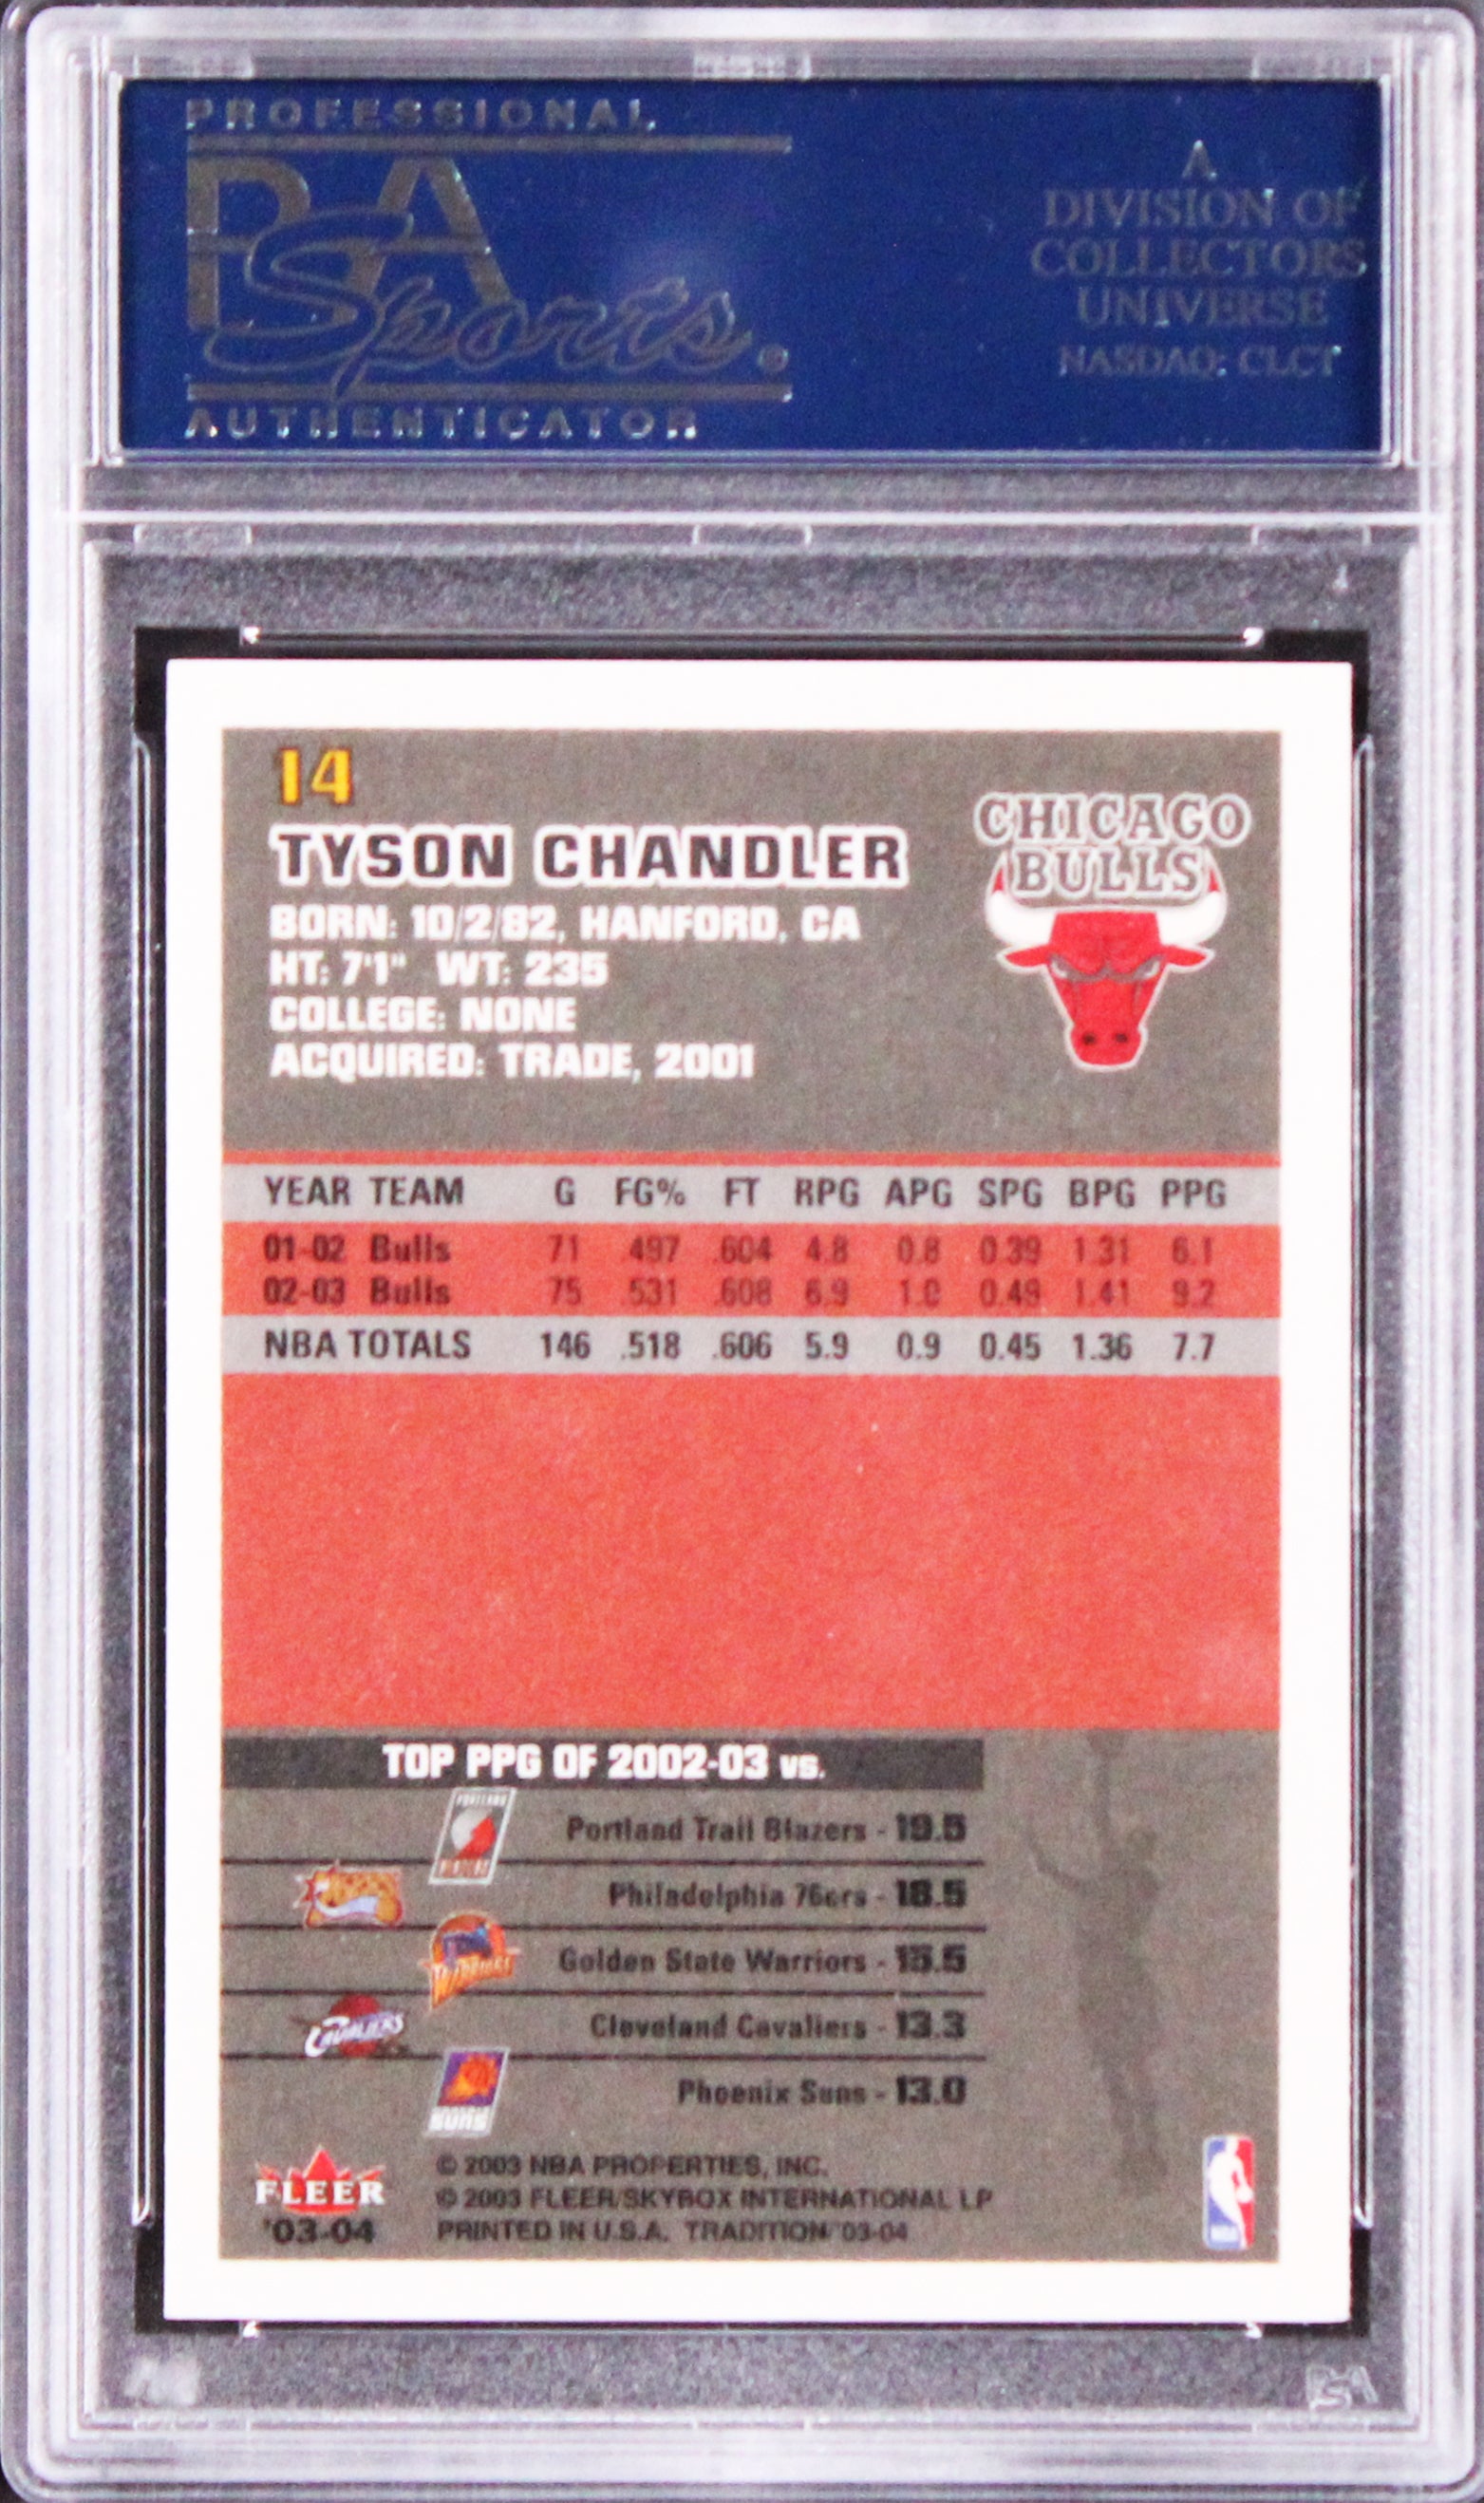 PROFESSIONAL
PSA
Sports®
AUTHENTICATOR
A
DIVISION OF
COLLECTORS
UNIVERSE
NASDAQ: CLCT
14
TYSON CHANDLER
BORN: 10/2/82, HANFORD, CA
HT: 7'1" WT: 235
COLLEGE: NONE
ACQUIRED: TRADE, 2001
CHICAGO
BULLS
YEAR TEAM G FG% FT RPG APG SPG BPG PPG
01-02 Bulls 71 .497 .604 4.8 0.8 0.39 1.31 6.1
02-03 Bulls 75 .531 .608 6.9 1.0 0.49 1.41 9.2
NBA TOTALS 146 .518 .606 5.9 0.9 0.45 1.36 7.7
TOP PPG OF 2002-03 vs.
PORTLAND
Portland Trail Blazers - 19.5
Philadelphia 76ers - 18.5
WARRIORS
Golden State Warriors - 15.5
CAVALIERS
Cleveland Cavaliers - 13.3
SUNS
Phoenix Suns - 13.0
FLEER
'03-04
© 2003 NBA PROPERTIES, INC.
© 2003 FLEER/SKYBOX INTERNATIONAL LP
PRINTED IN U.S.A. TRADITION '03-04
PSA